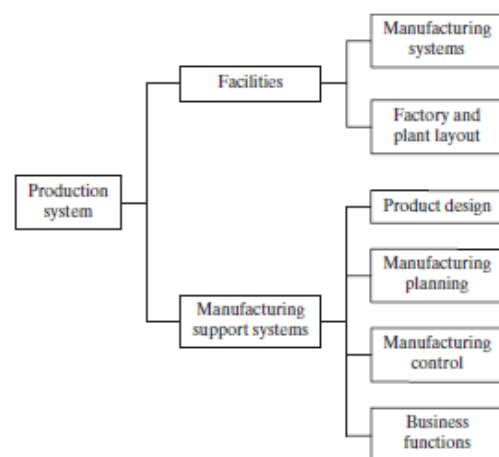 Production
system
Facilities
Manufacturing
support systems
Manufacturing
systems
Factory and
plant layout
Product design
Manufacturing
planning
Manufacturing
control
Business
functions